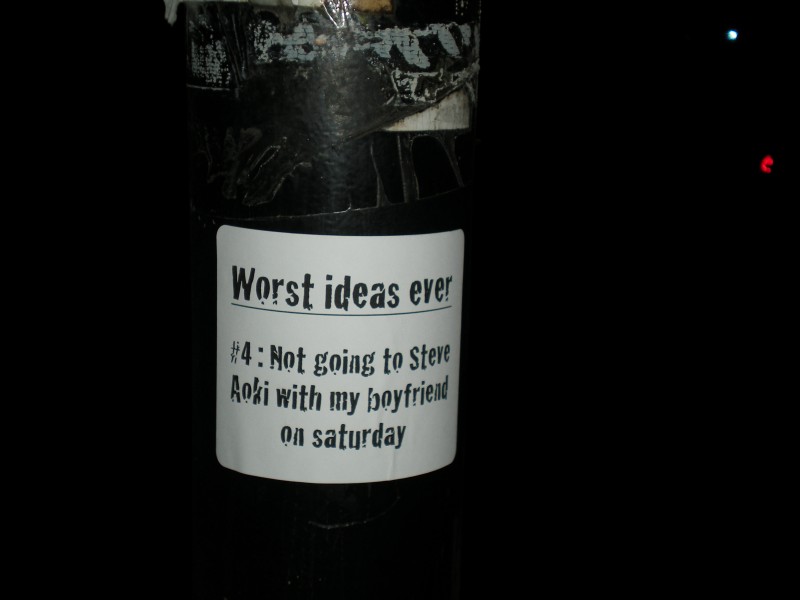 Worst ideas ever
#4 : Not going to Steve
Aoki with my boyfriend
on saturday